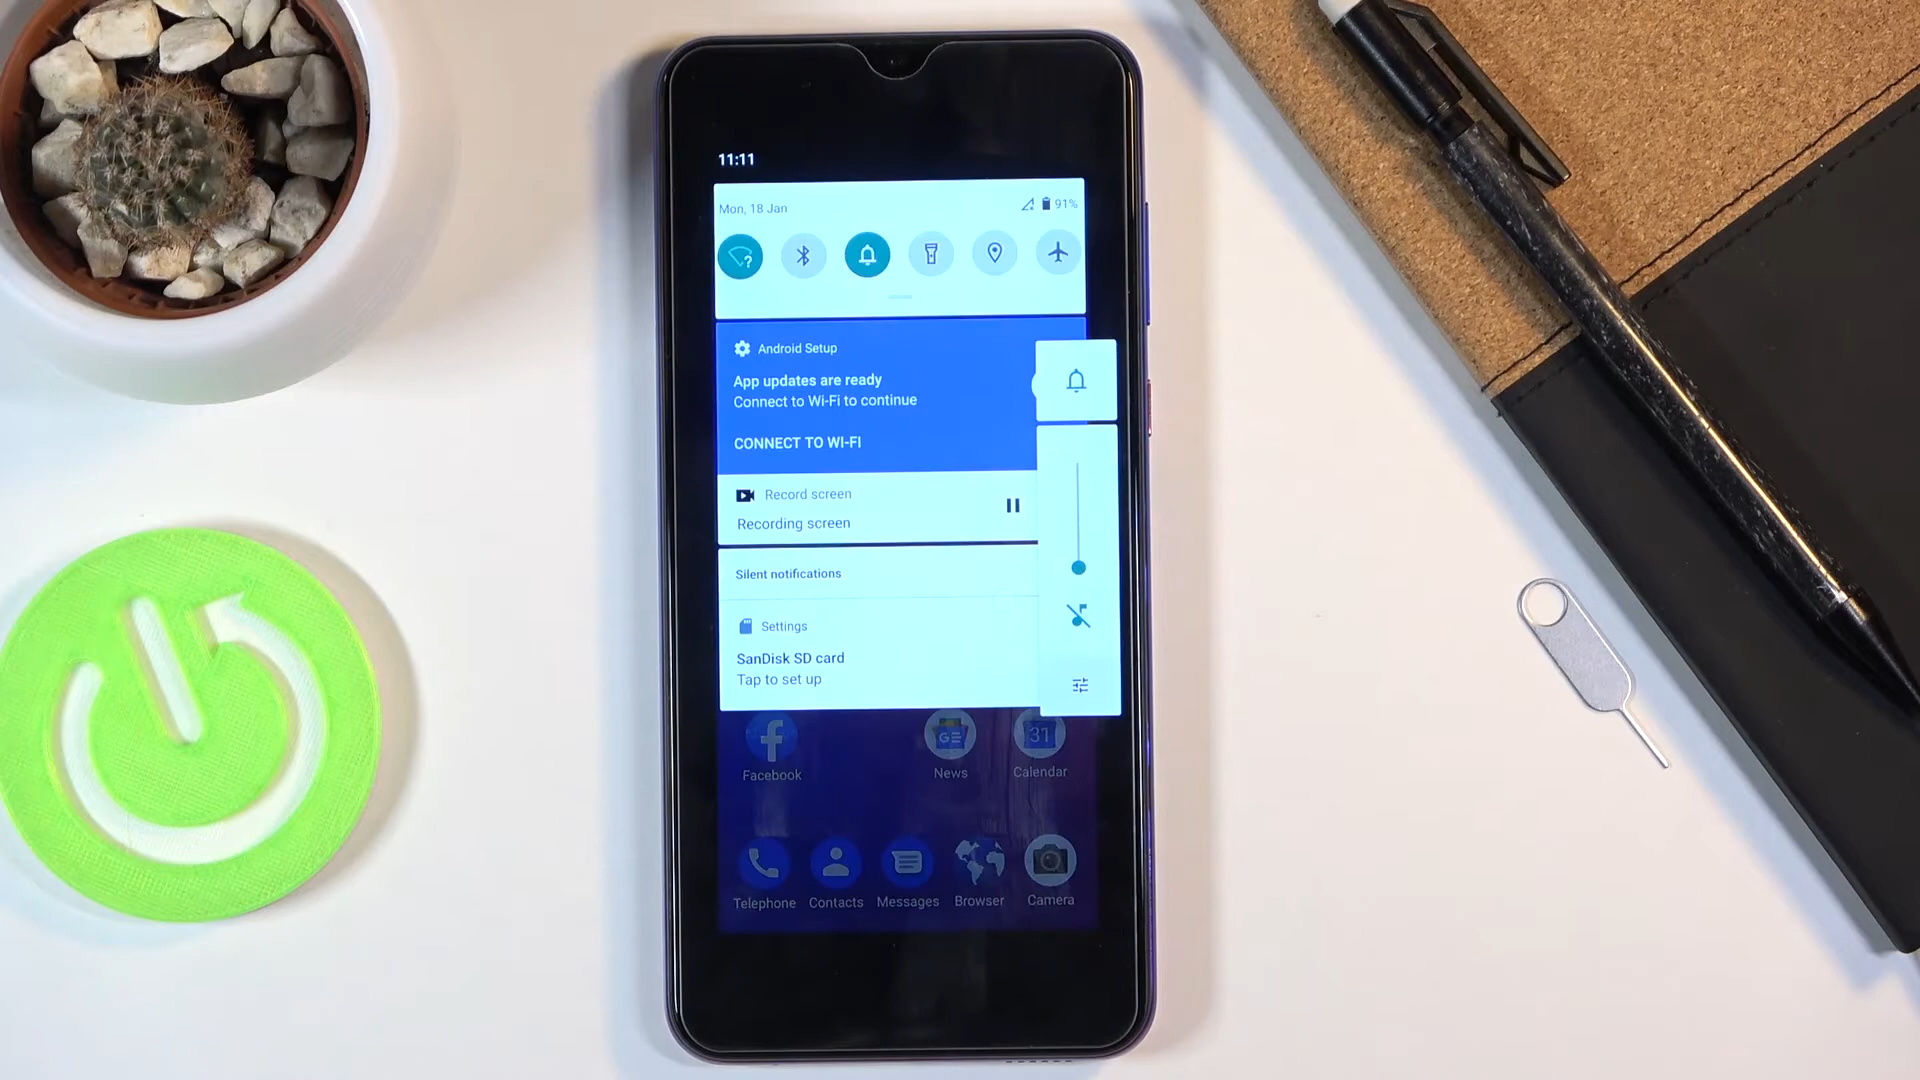 11:11
Mon, 18 Jan
91%
Android Setup
App updates are ready
Connect to Wi-Fi to continue
CONNECT TO WI-FI
Record screen
Recording screen
Silent notifications
Settings
SanDisk SD card
Tap to set up
GE
31
Facebook
News
Calendar
Telephone
Contacts
Messages
Browser
Camera